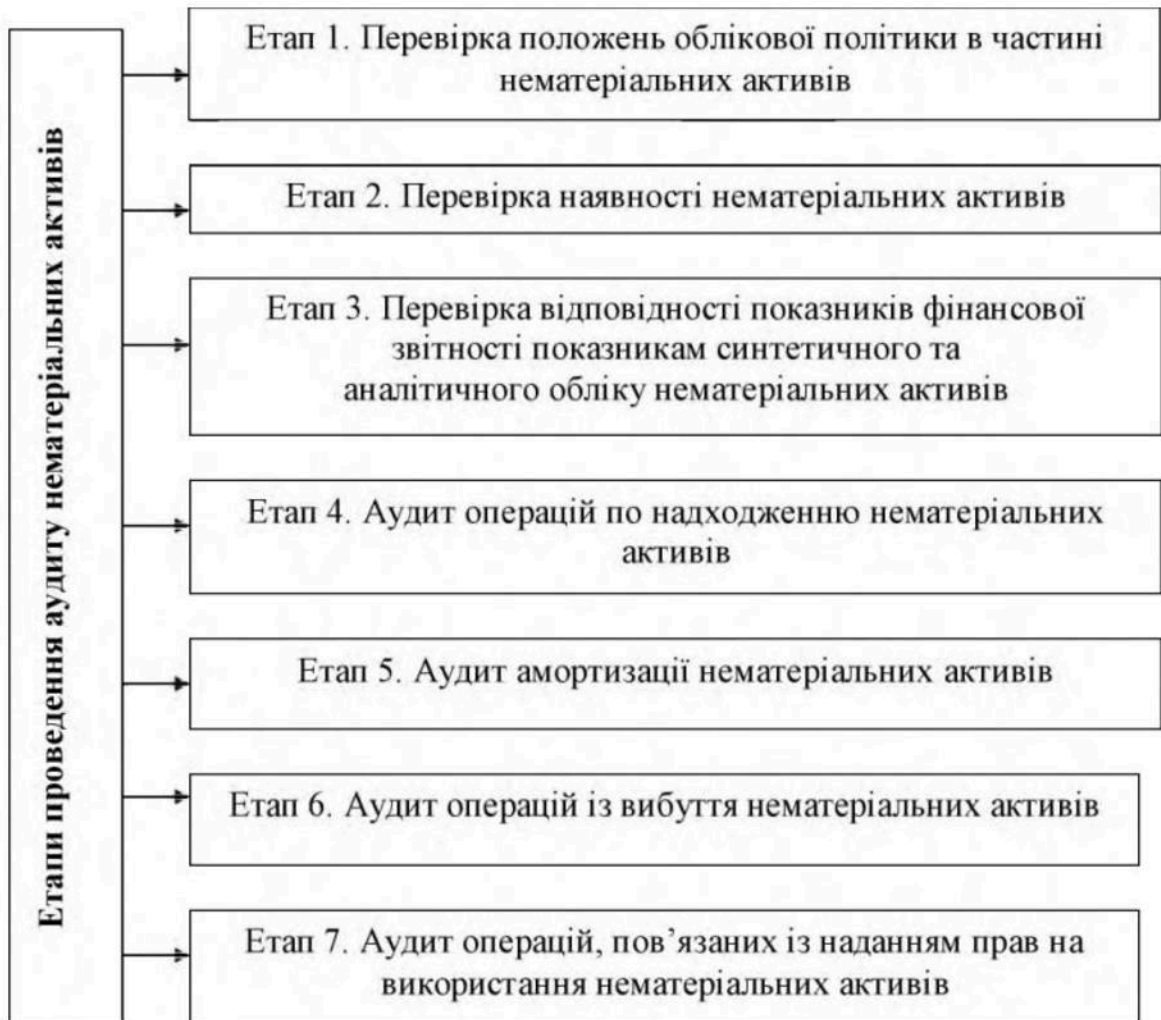 Етапи проведення аудиту нематеріальних активів
Етап 1. Перевірка положень облікової політики в частині
нематеріальних активів
Етап 2. Перевірка наявності нематеріальних активів
Етап 3. Перевірка відповідності показників фінансової
звітності показникам синтетичного та
аналітичного обліку нематеріальних активів
Етап 4. Аудит операцій по надходженню нематеріальних
активів
Етап 5. Аудит амортизації нематеріальних активів
Етап 6. Аудит операцій із вибуття нематеріальних активів
Етап 7. Аудит операцій, пов’язаних із наданням прав на
використання нематеріальних активів